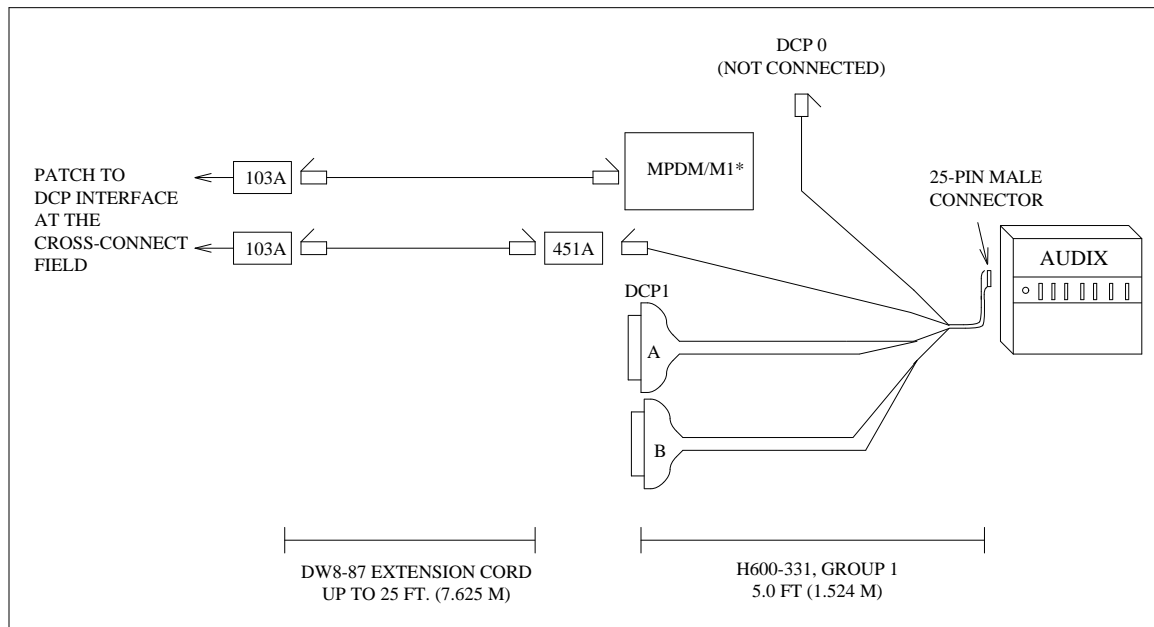 DCP 0
(NOT CONNECTED)
PATCH TO
DCP INTERFACE
AT THE
CROSS-CONNECT
FIELD
103A
MPDM/M1*
25-PIN MALE
CONNECTOR
103A
451A
AUDIX
DCP1
A
B
DW8-87 EXTENSION CORD
UP TO 25 FT. (7.625 M)
H600-331, GROUP 1
5.0 FT (1.524 M)